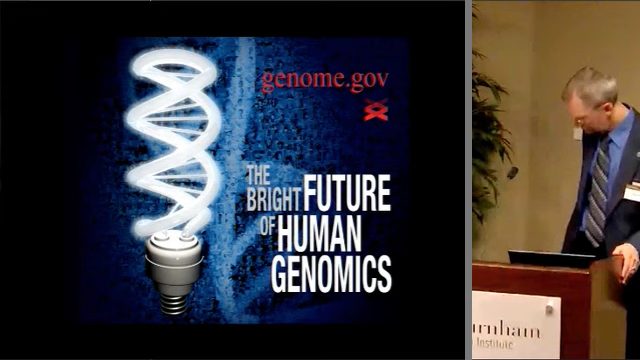 genome.gov
THE
BRIGHT FUTURE
OF HUMAN
GENOMICS
urnham
Institute